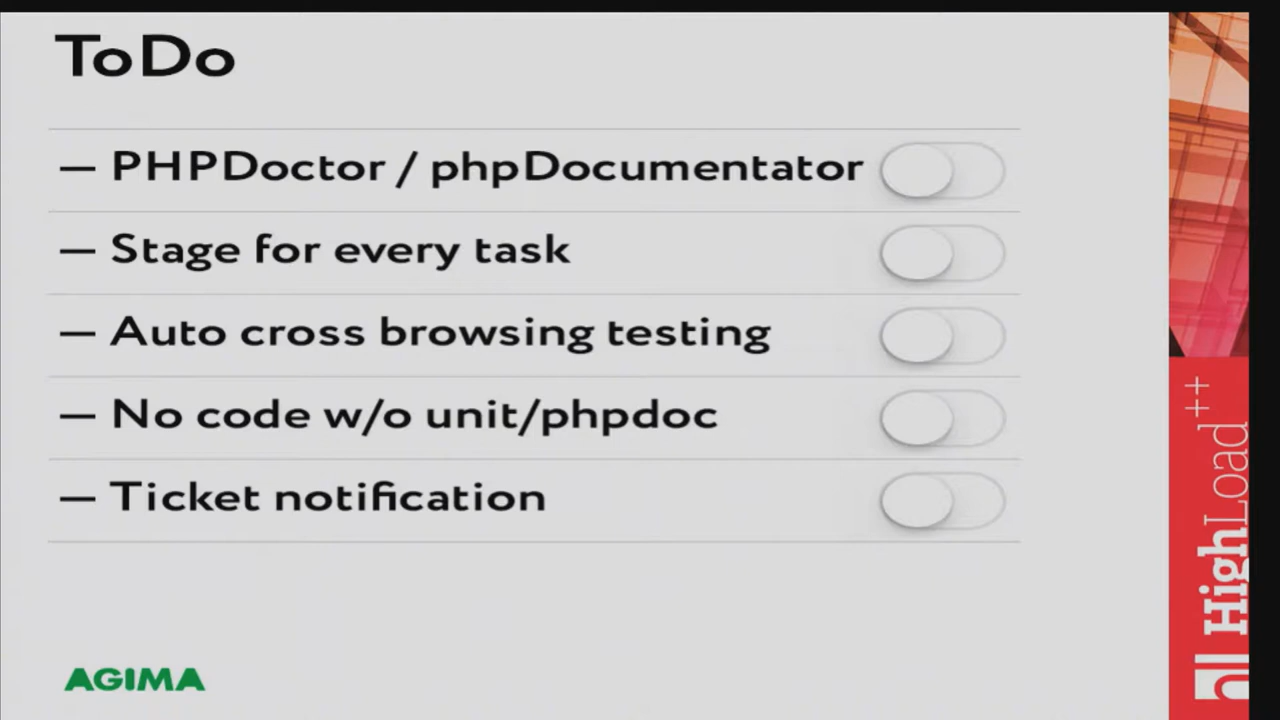 ToDo
— PHPDoctor / phpDocumentator
— Stage for every task
— Auto cross browsing testing
— No code w/o unit/phpdoc
— Ticket notification
AGIMA
HighLoad++